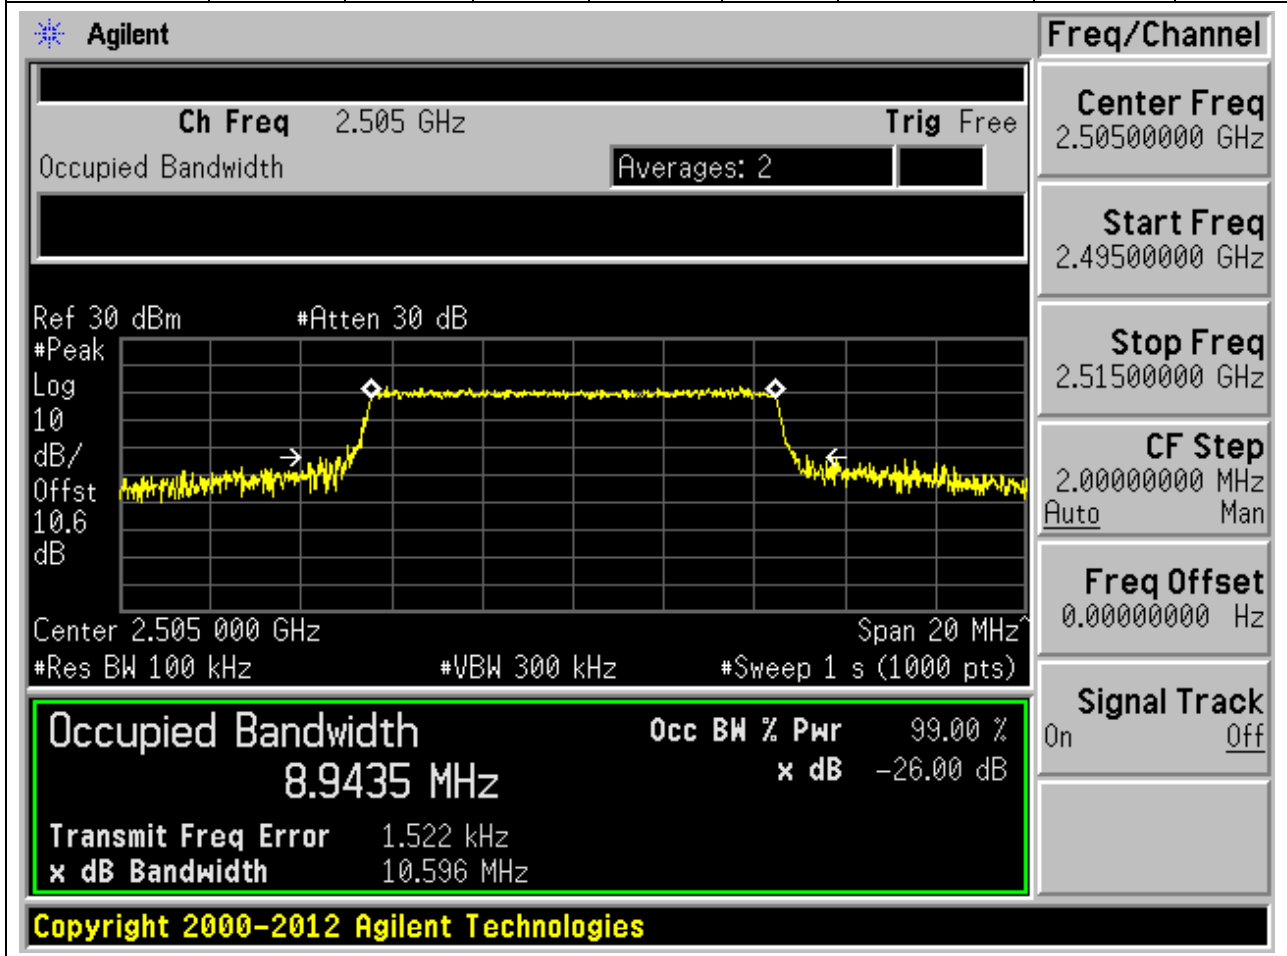 Agilent
Freq/Channel
Ch Freq 2.505 GHz Trig Free
Occupied Bandwidth Averages: 2
Center Freq
2.50500000 GHz
Start Freq
2.49500000 GHz
Stop Freq
2.51500000 GHz
CF Step
2.00000000 MHz
Auto Man
Freq Offset
0.00000000 Hz
Signal Track
On Off
Ref 30 dBm #Atten 30 dB
#Peak
Log
10
dB/
Offst
10.6
dB
Center 2.505 000 GHz Span 20 MHz^
#Res BW 100 kHz #VBW 300 kHz #Sweep 1 s (1000 pts)
Occupied Bandwidth Occ BW % Pwr 99.00 %
8.9435 MHz x dB -26.00 dB
Transmit Freq Error 1.522 kHz
x dB Bandwidth 10.596 MHz
Copyright 2000-2012 Agilent Technologies